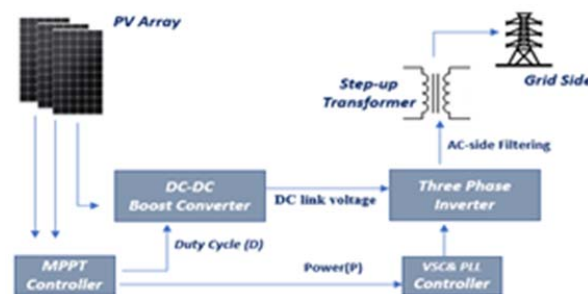 PV Array
Step-up
Transformer
Grid Side
AC-side Filtering
DC-DC
Boost Converter
DC link voltage
Three Phase
Inverter
Duty Cycle (D)
MPPT
Controller
Power(P)
VSC& PLL
Controller